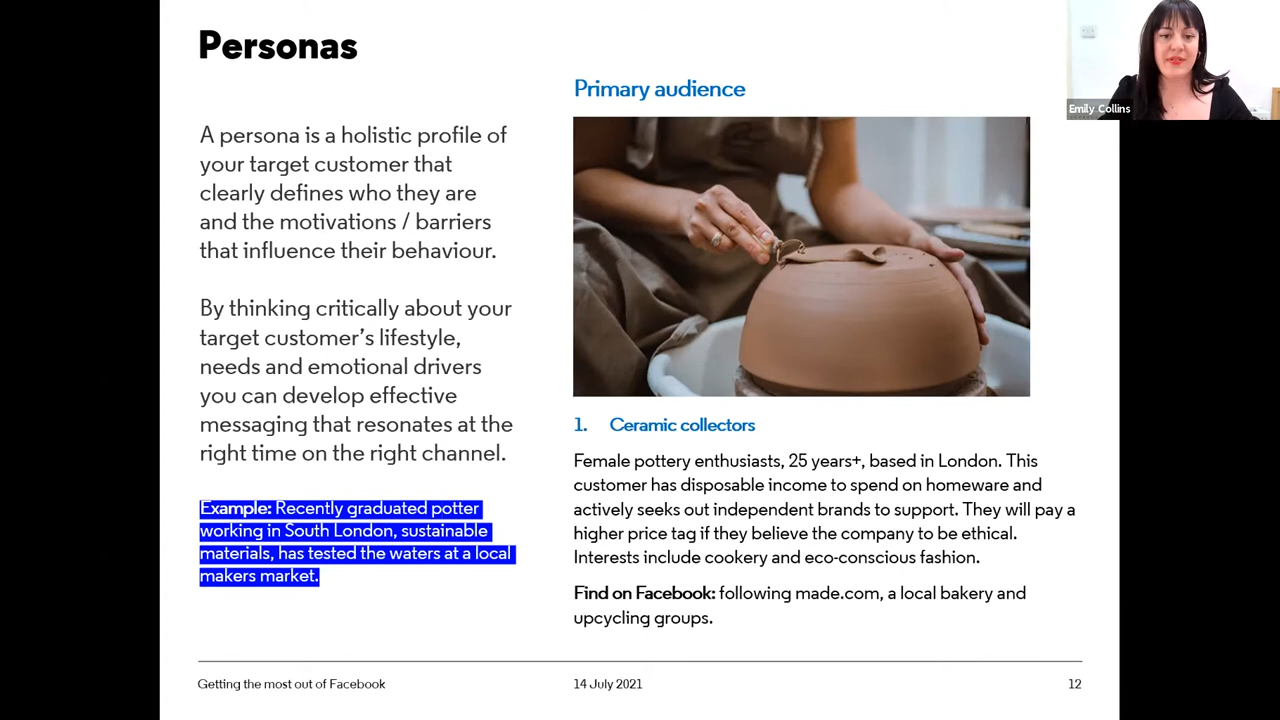 Personas
A persona is a holistic profile of
your target customer that
clearly defines who they are
and the motivations / barriers
that influence their behaviour.
By thinking critically about your
target customer's lifestyle,
needs and emotional drivers
you can develop effective
messaging that resonates at the
right time on the right channel.
Example: Recently graduated potter
working in South London, sustainable
materials, has tested the waters at a local
makers market.
Primary audience
1. Ceramic collectors
Female pottery enthusiasts, 25 years+, based in London. This
customer has disposable income to spend on homeware and
actively seeks out independent brands to support. They will pay a
higher price tag if they believe the company to be ethical.
Interests include cookery and eco-conscious fashion.
Find on Facebook: following made.com, a local bakery and
upcycling groups.
Emily Collins
Getting the most out of Facebook
14 July 2021
12